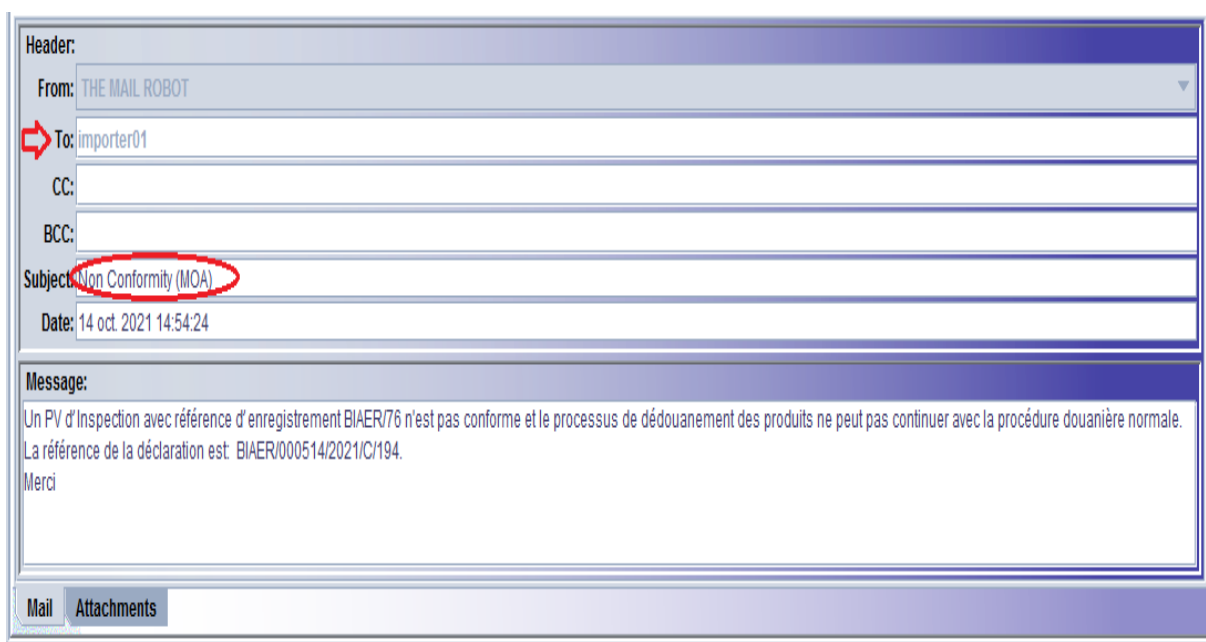 Header:
From: THE MAIL ROBOT
To: importer01
CC:
BCC:
Subject: Non Conformity (MOA)
Date: 14 oct. 2021 14:54:24
Message:
Un PV d'Inspection avec référence d'enregistrement BIAER/76 n'est pas conforme et le processus de dédouanement des produits ne peut pas continuer avec la procédure douanière normale.
La référence de la déclaration est: BIAER/000514/2021/C/194.
Merci
Mail Attachments